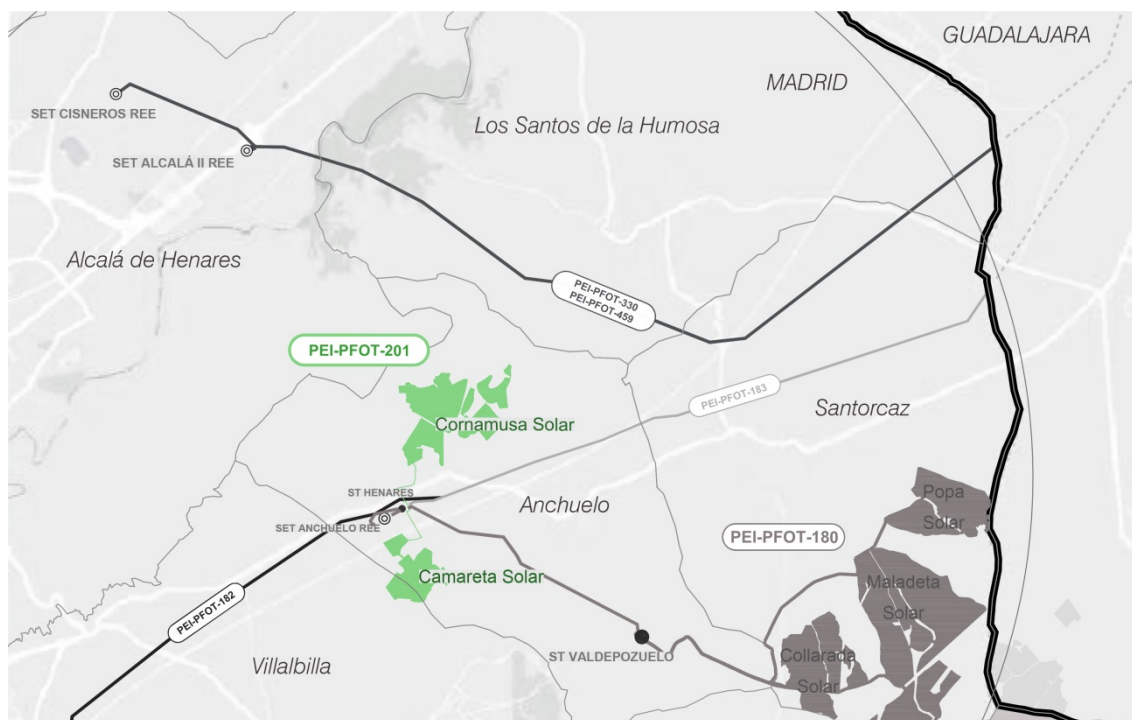 GUADALAJARA
MADRID
SET CISNEROS REE
Los Santos de la Humosa
SET ALCALÁ II REE
Alcalá de Henares
PEI-PFOT-330
PEI-PFOT-459
PEI-PFOT-201
PEI-PFOT-183
Santorcaz
Cornamusa Solar
ST HENARES
Anchuelo
SET ANCHUELO REE
Popa
Solar
PEI-PFOT-180
Camareta Solar
Maladeta
Solar
PEI-PFOT-182
ST VALDEPOZUELO
Villalbilla
Collarada
Solar